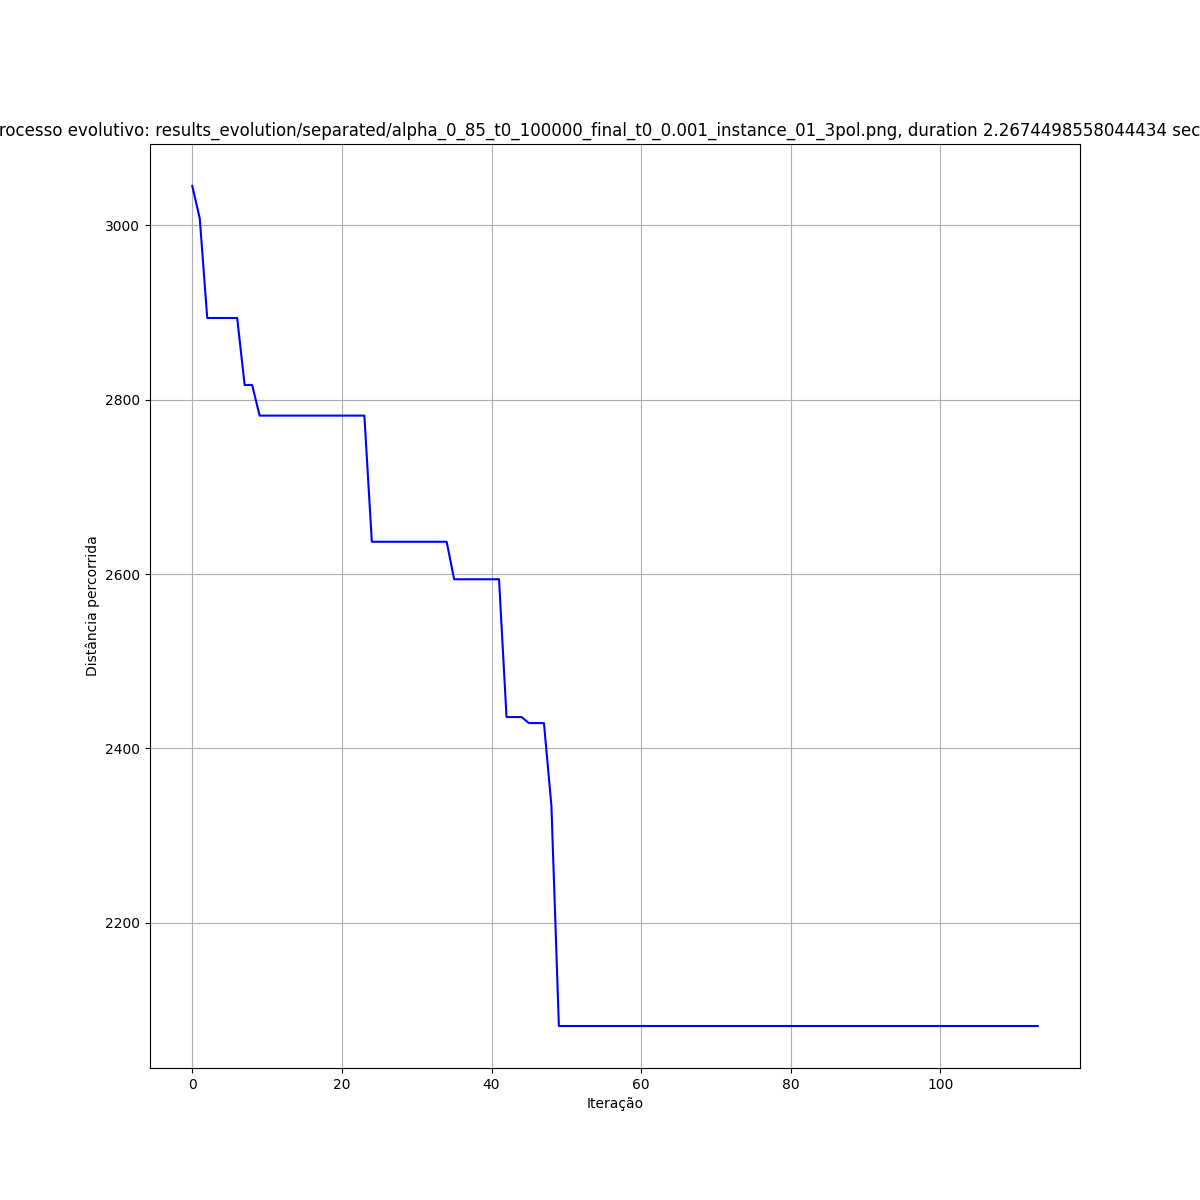 rocesso evolutivo: results_evolution/separated/alpha_0_85_t0_100000_final_t0_0.001_instance_01_3pol.png, duration 2.2674498558044434 sec
3000
2800
2600
2400
2200
Distância percorrida
0 20 40 60 80 100
Iteração